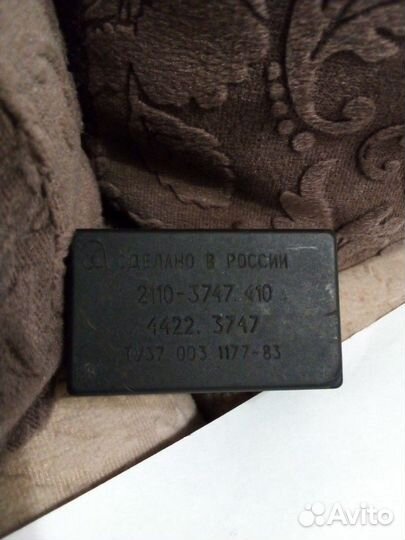 СДЕЛАНО В РОССИИ
2110-3747.410
4422.3747
ТУ37 003 1177-83
Avito